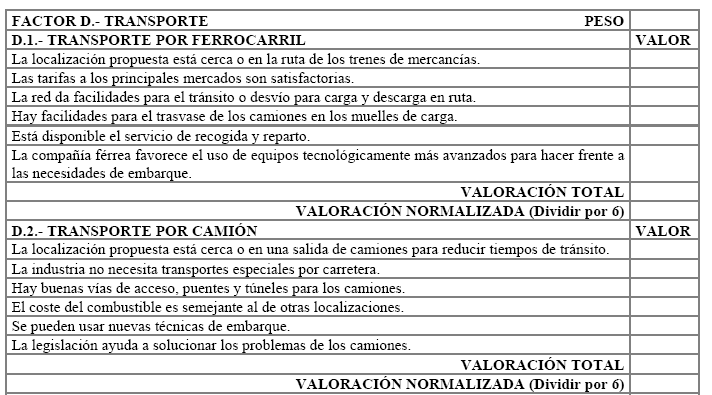 FACTOR D.- TRANSPORTE PESO
D.1.- TRANSPORTE POR FERROCARRIL VALOR
La localización propuesta está cerca o en la ruta de los trenes de mercancías.
Las tarifas a los principales mercados son satisfactorias.
La red da facilidades para el tránsito o desvío para carga y descarga en ruta.
Hay facilidades para el trasvase de los camiones en los muelles de carga.
Está disponible el servicio de recogida y reparto.
La compañía férrea favorece el uso de equipos tecnológicamente más avanzados para hacer frente a
las necesidades de embarque.
VALORACIÓN TOTAL
VALORACIÓN NORMALIZADA (Dividir por 6)
D.2.- TRANSPORTE POR CAMIÓN VALOR
La localización propuesta está cerca o en una salida de camiones para reducir tiempos de tránsito.
La industria no necesita transportes especiales por carretera.
Hay buenas vías de acceso, puentes y túneles para los camiones.
El coste del combustible es semejante al de otras localizaciones.
Se pueden usar nuevas técnicas de embarque.
La legislación ayuda a solucionar los problemas de los camiones.
VALORACIÓN TOTAL
VALORACIÓN NORMALIZADA (Dividir por 6)